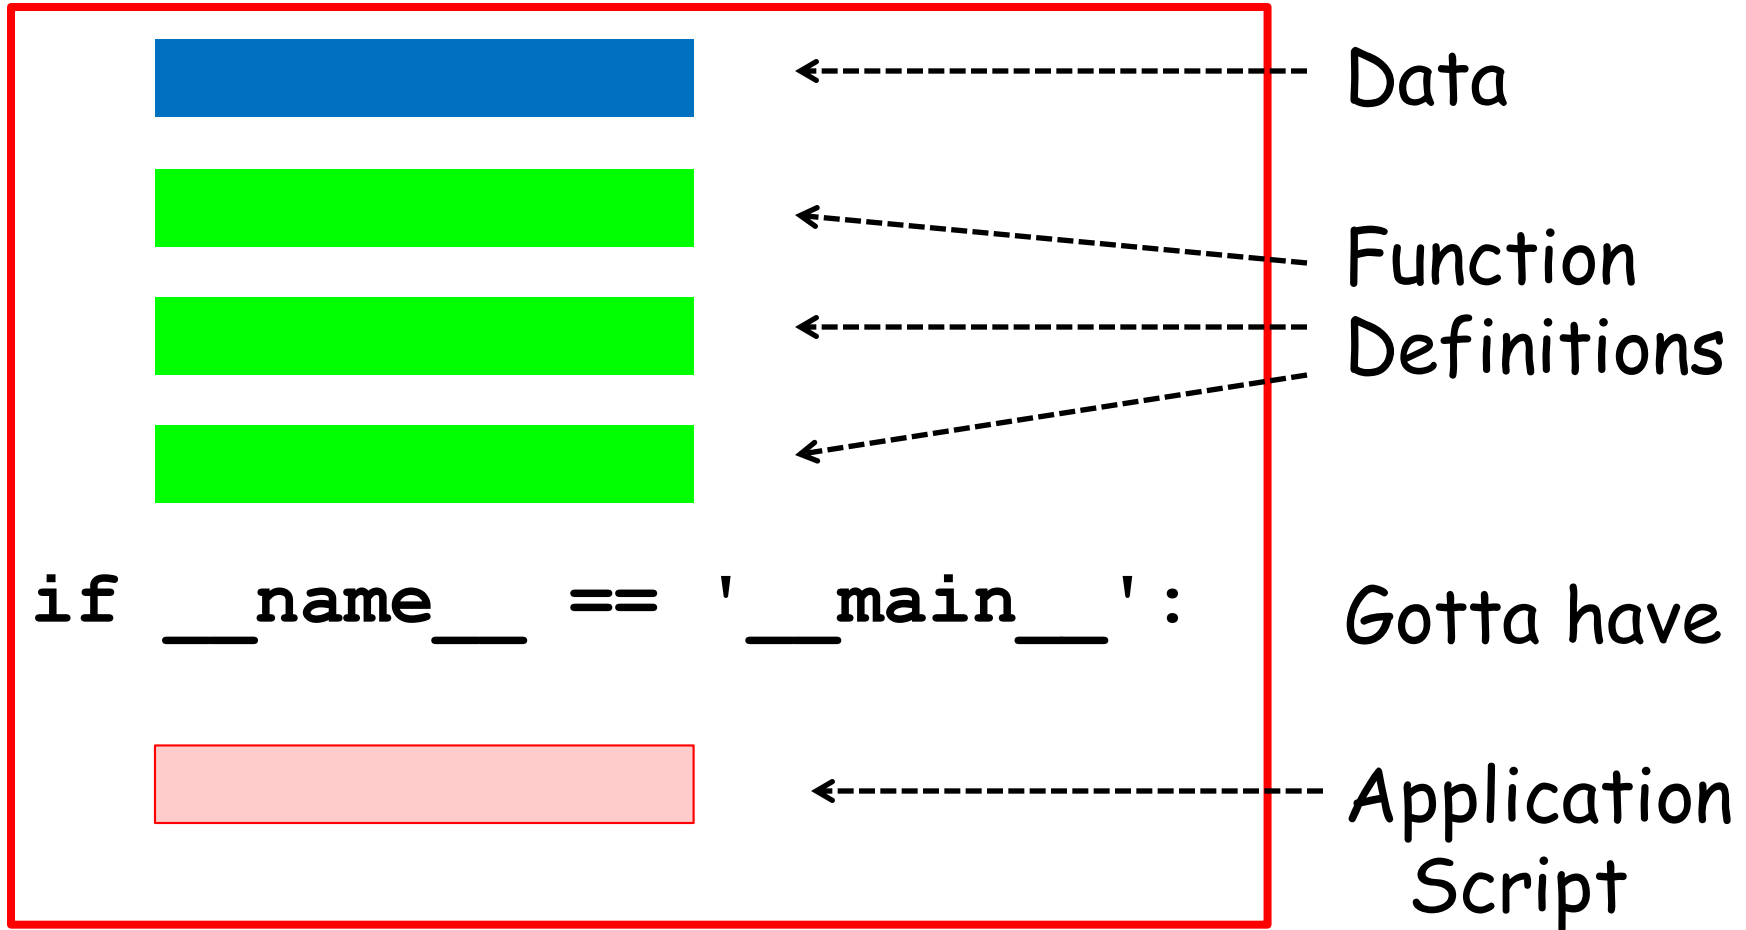 Data
Function
Definitions
if __name__ == '__main__':
Gotta have
Application
Script